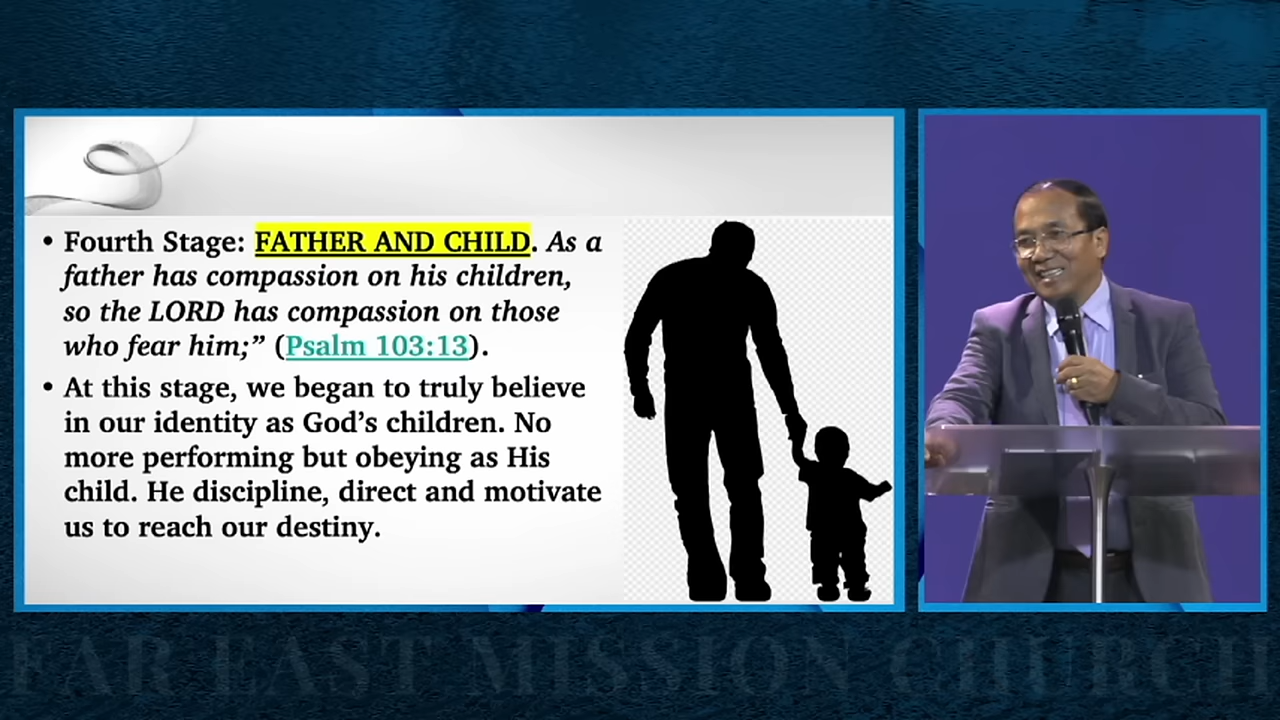 • Fourth Stage: FATHER AND CHILD. As a
father has compassion on his children,
so the LORD has compassion on those
who fear him;” (Psalm 103:13).
• At this stage, we began to truly believe
in our identity as God’s children. No
more performing but obeying as His
child. He discipline, direct and motivate
us to reach our destiny.
FAR EAST MISSION CHURCH